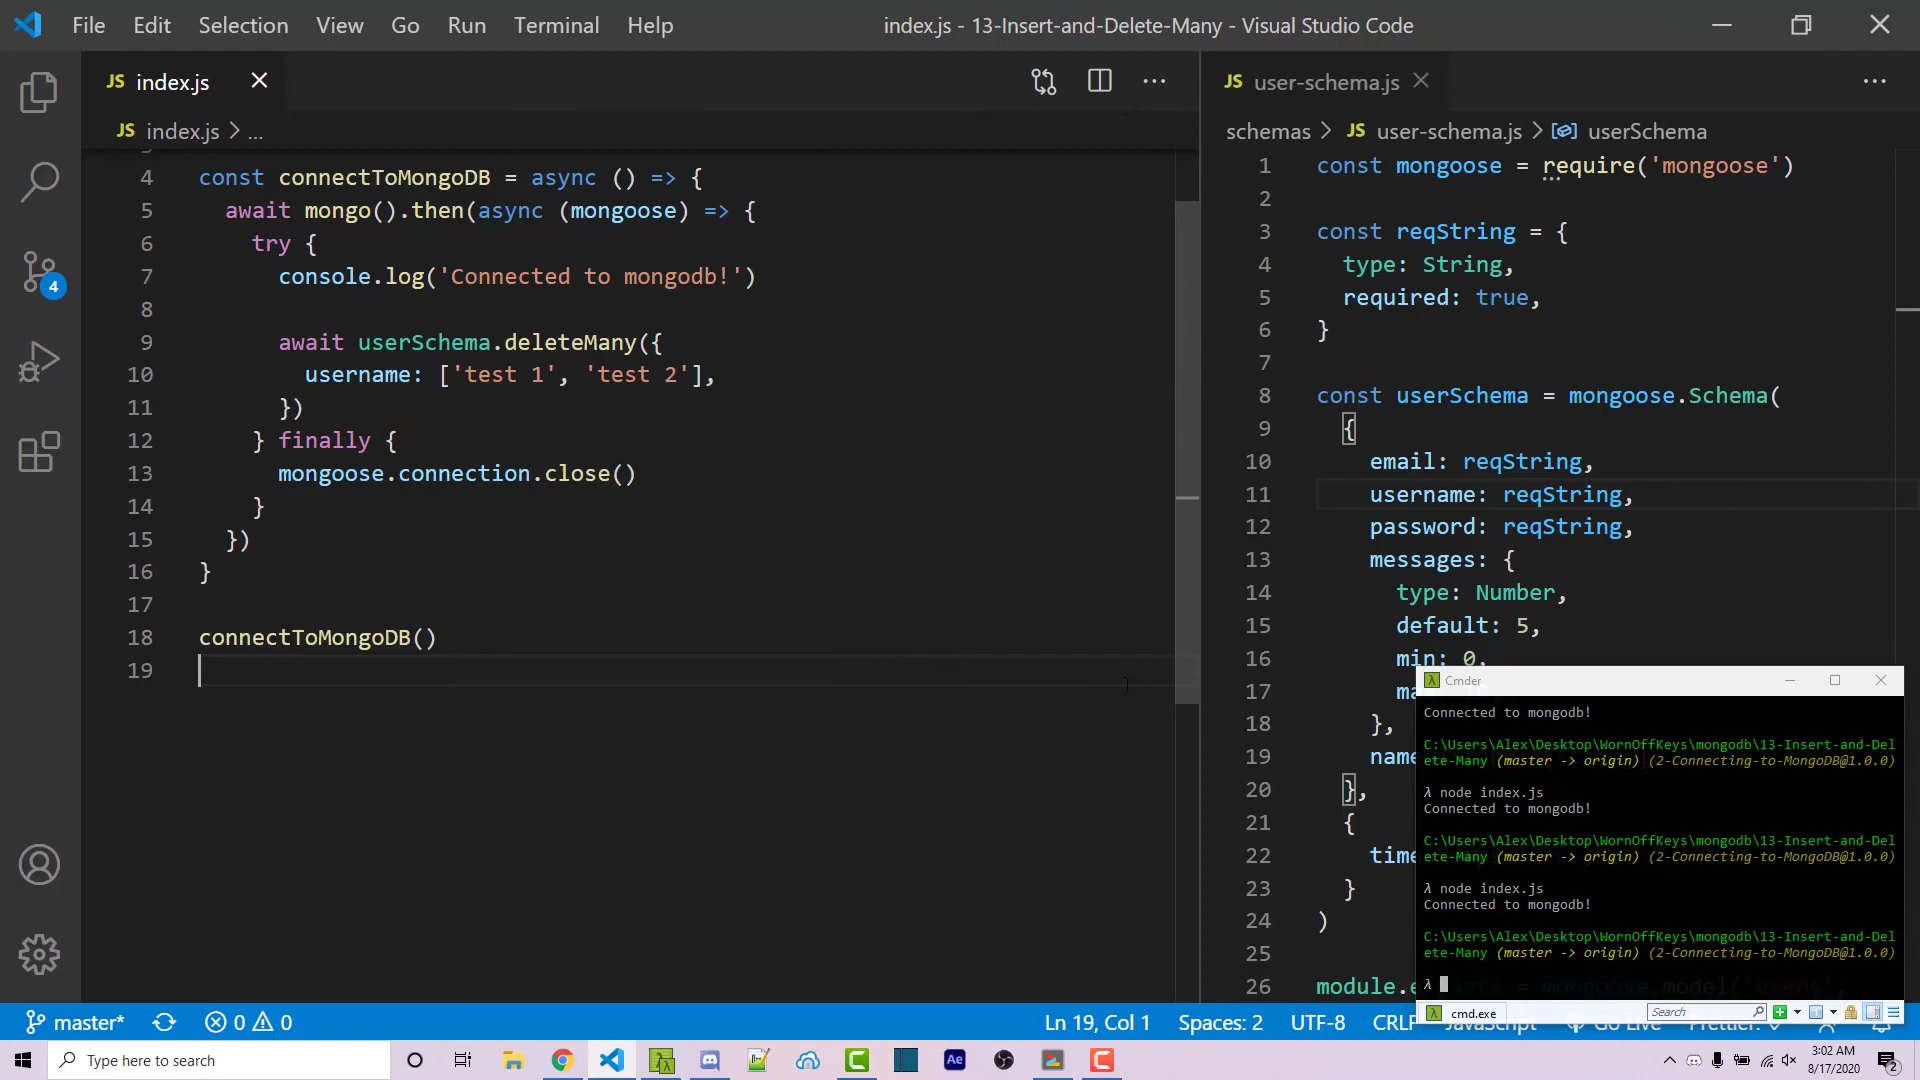 File Edit Selection View Go Run Terminal Help
index.js - 13-Insert-and-Delete-Many - Visual Studio Code
JS index.js
JS index.js > ...
4 const connectToMongoDB = async () => {
5 await mongo().then(async (mongoose) => {
6 try {
7 console.log('Connected to mongodb!')
8
9 await userSchema.deleteMany({
10 username: ['test 1', 'test 2'],
11 })
12 } finally {
13 mongoose.connection.close()
14 }
15 })
16 }
17
18 connectToMongoDB()
19
4
JS user-schema.js
schemas > JS user-schema.js > userSchema
1 const mongoose = require('mongoose')
2
3 const reqString = {
4 type: String,
5 required: true,
6 }
7
8 const userSchema = mongoose.Schema(
9 {
10 email: reqString,
11 username: reqString,
12 password: reqString,
13 messages: {
14 type: Number,
15 default: 5,
16 min: 0,
17
18 },
19 name
20 },
21 {
22 time
23 }
24 )
25
26 module.
Cmder
Connected to mongodb!
C:\Users\Alex\Desktop\WornOffKeys\mongodb\13-Insert-and-Del
ete-Many (master -> origin) (2-Connecting-to-MongoDB@1.0.0)
λ node index.js
Connected to mongodb!
C:\Users\Alex\Desktop\WornOffKeys\mongodb\13-Insert-and-Del
ete-Many (master -> origin) (2-Connecting-to-MongoDB@1.0.0)
λ node index.js
Connected to mongodb!
C:\Users\Alex\Desktop\WornOffKeys\mongodb\13-Insert-and-Del
ete-Many (master -> origin) (2-Connecting-to-MongoDB@1.0.0)
λ
cmd.exe
Search
master* 0 0
Ln 19, Col 1 Spaces: 2 UTF-8 CRLF JavaScript Go Live Prettier:
Type here to search
Ae
3:02 AM
8/17/2020
2